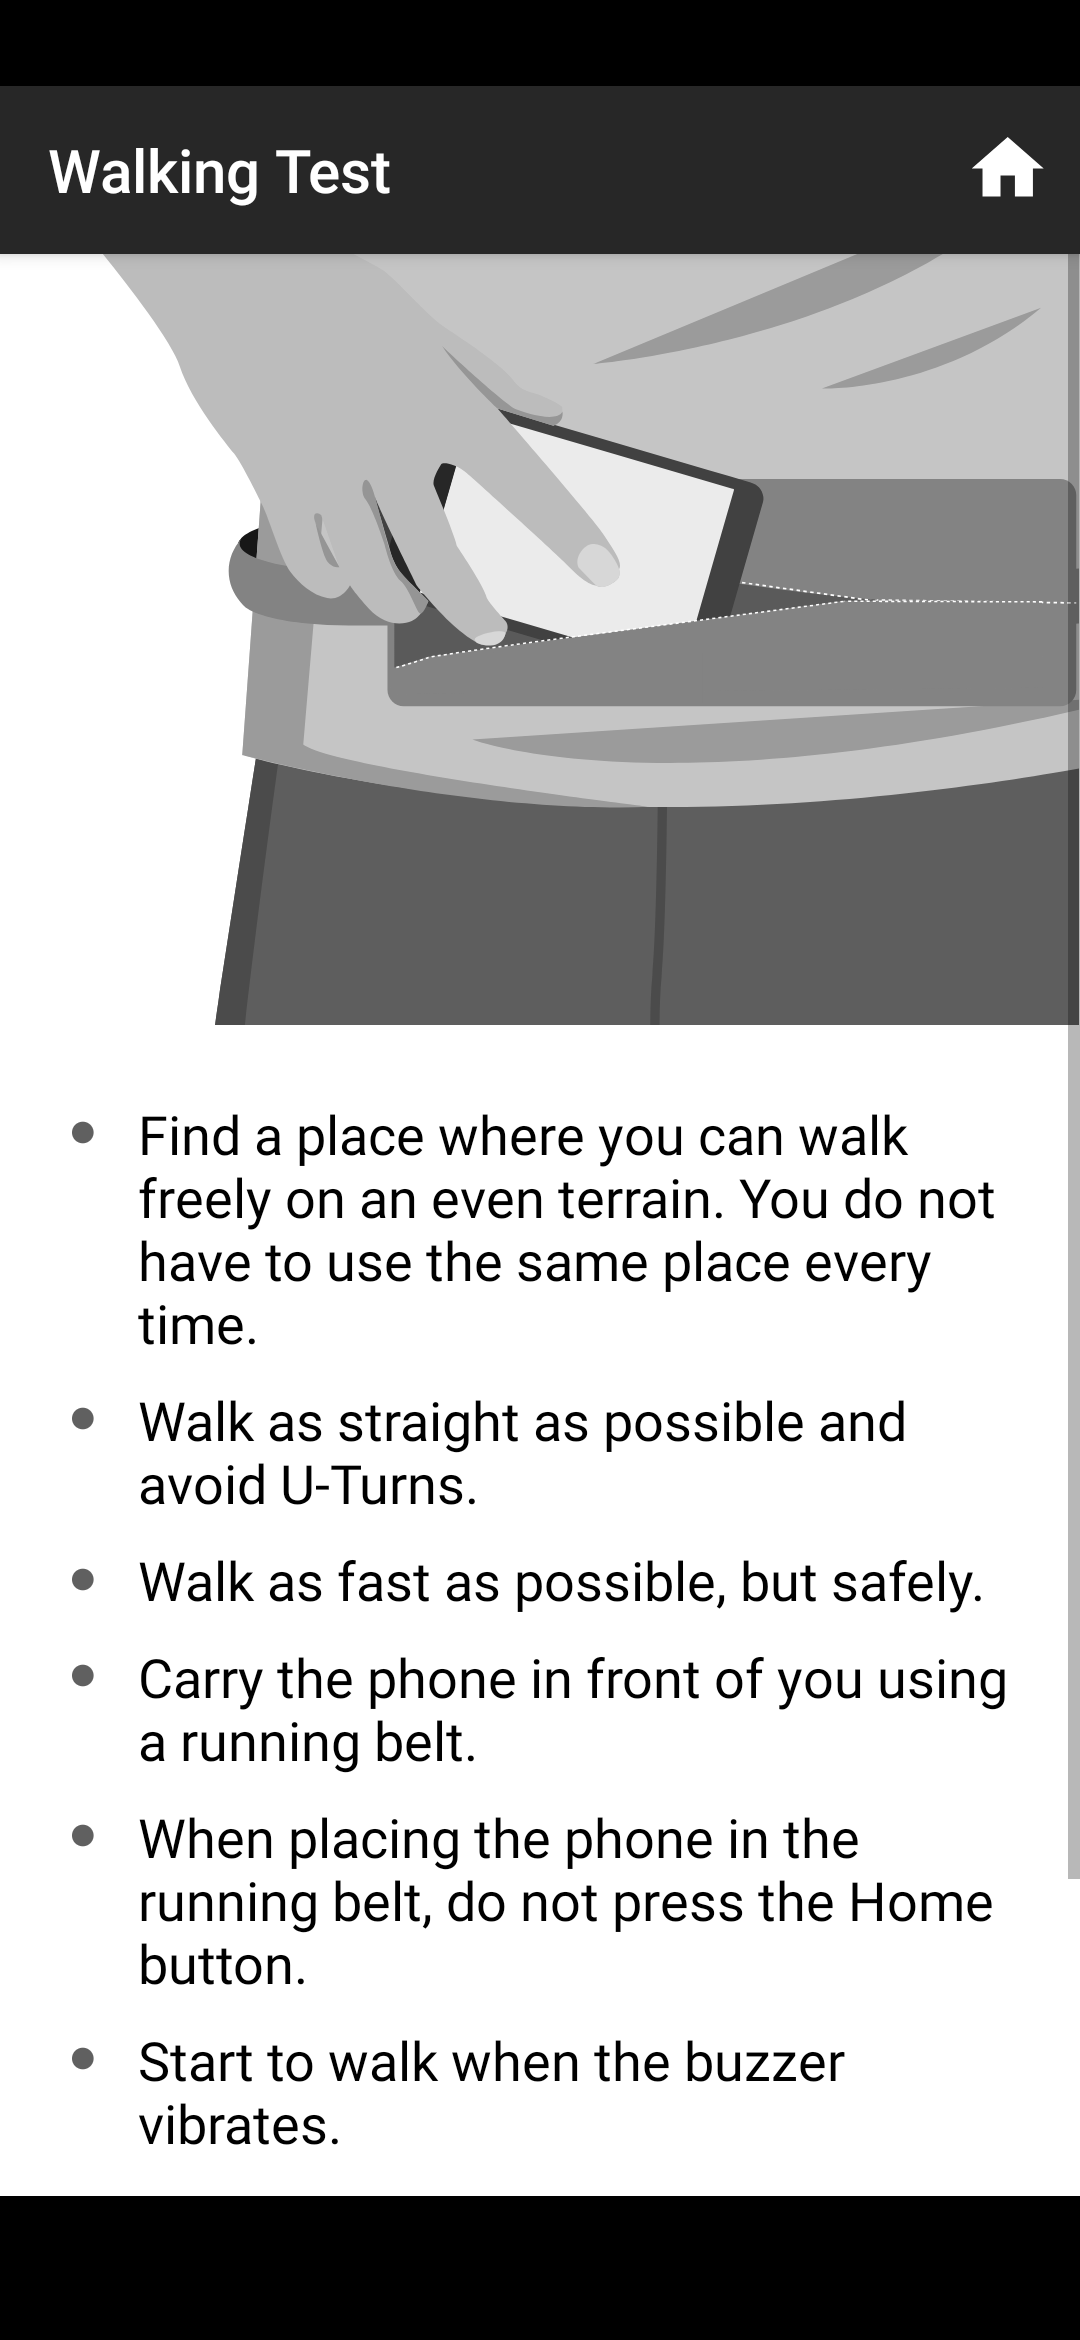 Walking Test
Find a place where you can walk
freely on an even terrain. You do not
have to use the same place every
time.
Walk as straight as possible and
avoid U-Turns.
Walk as fast as possible, but safely.
Carry the phone in front of you using
a running belt.
When placing the phone in the
running belt, do not press the Home
button.
Start to walk when the buzzer
vibrates.